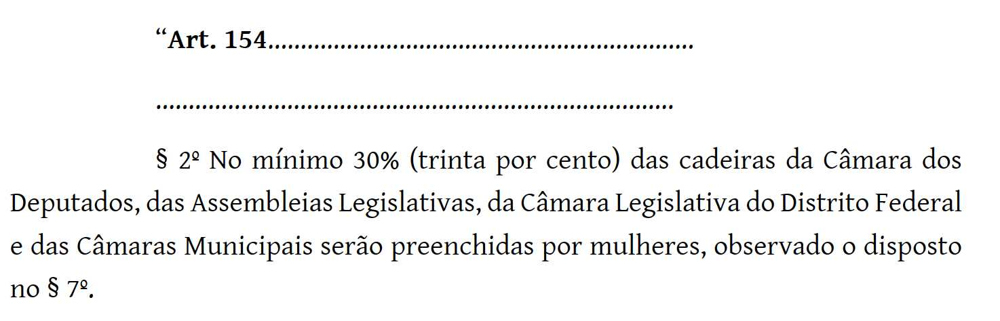 “Art. 154.................................................................
...............................................................................
§ 2º No mínimo 30% (trinta por cento) das cadeiras da Câmara dos
Deputados, das Assembleias Legislativas, da Câmara Legislativa do Distrito Federal
e das Câmaras Municipais serão preenchidas por mulheres, observado o disposto
no § 7º.